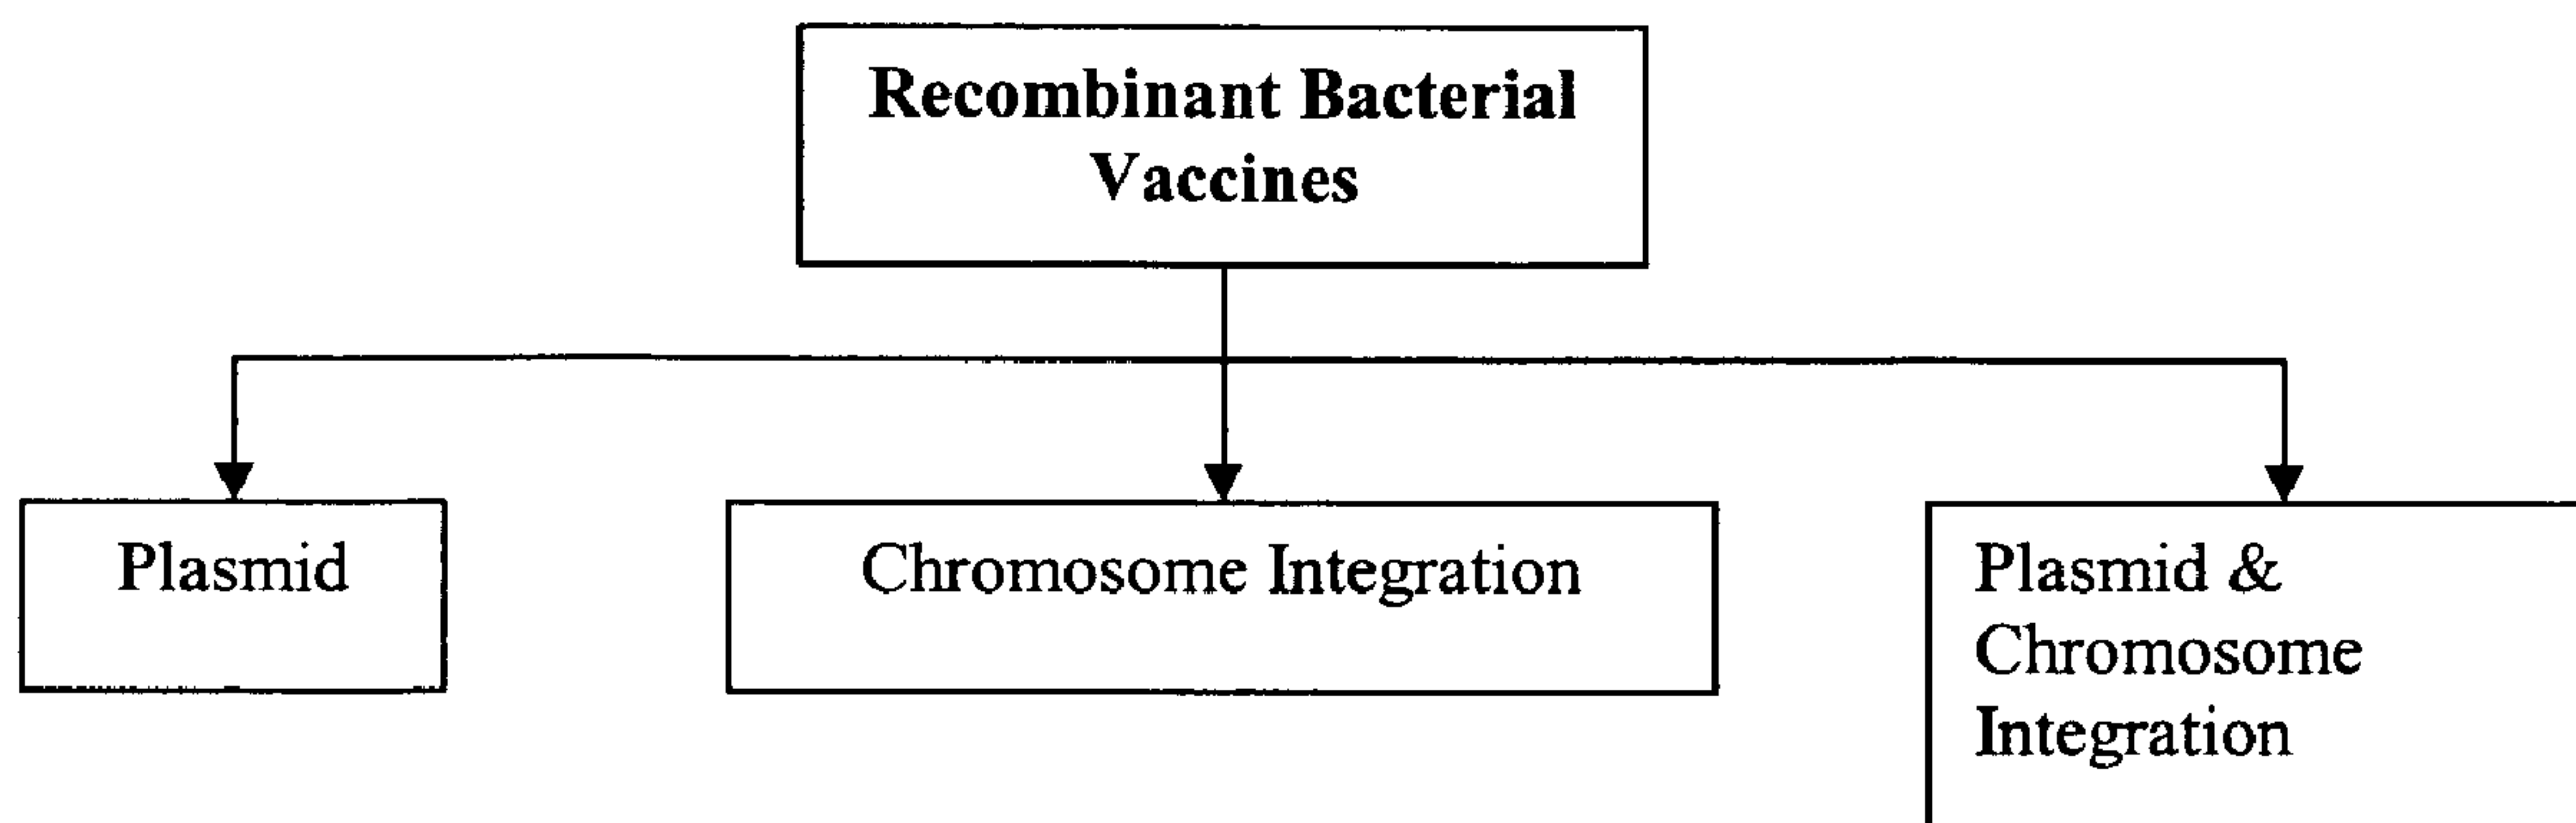 Recombinant Bacterial
Vaccines
Plasmid
Chromosome Integration
Plasmid &
Chromosome
Integration